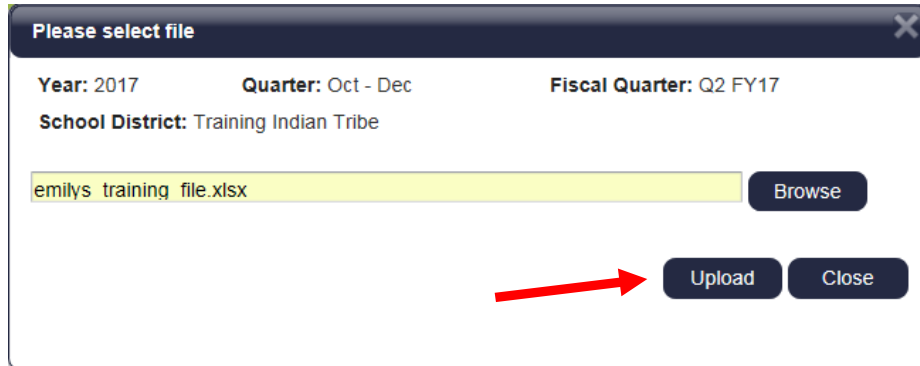 Please select file
Year: 2017 Quarter: Oct - Dec Fiscal Quarter: Q2 FY17
School District: Training Indian Tribe
emilys_training_file.xlsx Browse
Upload Close